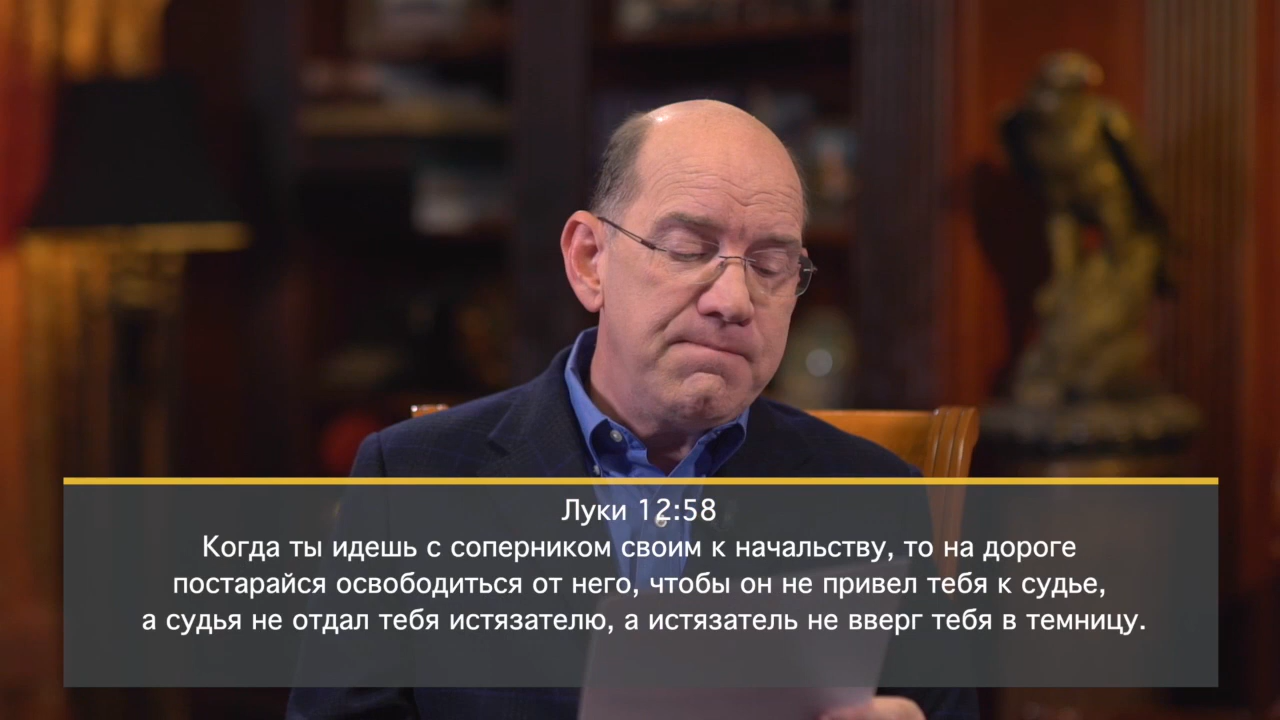 Луки 12:58
Когда ты идешь с соперником своим к начальству, то на дороге
постарайся освободиться от него, чтобы он не привел тебя к судье,
а судья не отдал тебя истязателю, а истязатель не вверг тебя в темницу.